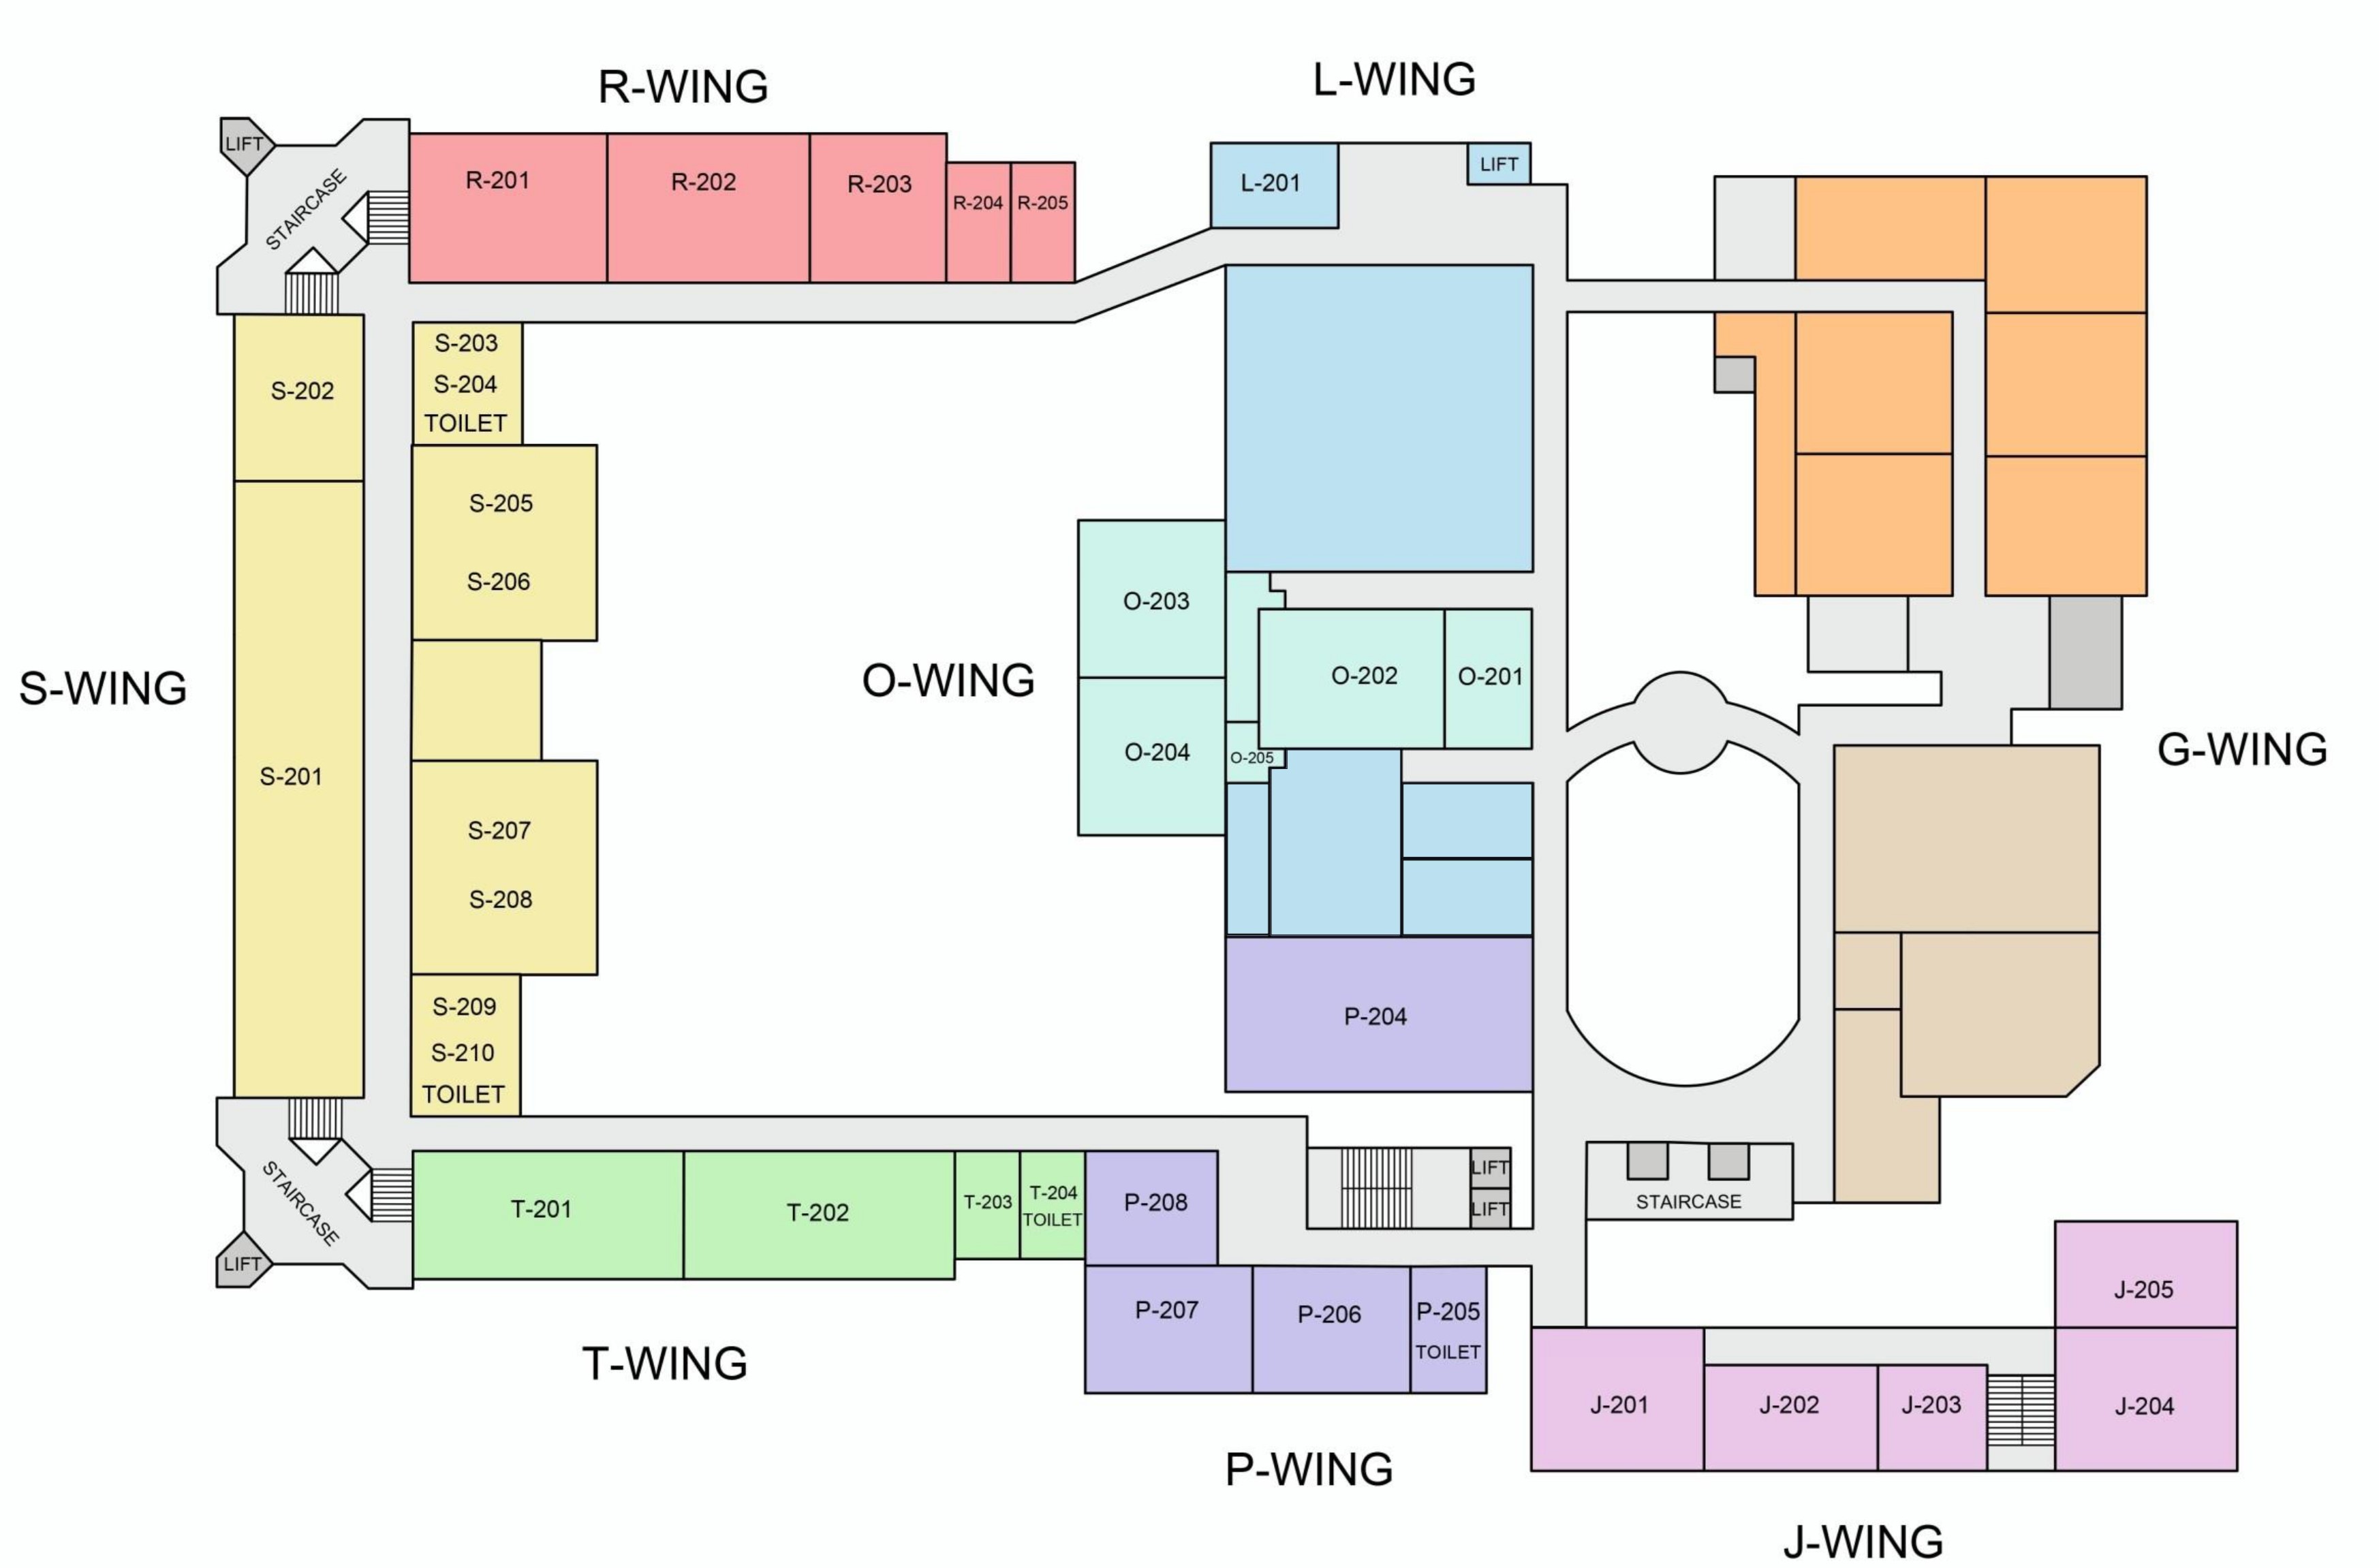 R-WING
L-WING
LIFT
STAIRCASE
R-201
R-202
R-203
R-204
R-205
L-201
LIFT
S-202
S-203
S-204
TOILET
S-205
S-206
S-WING
S-201
S-207
S-208
S-209
S-210
TOILET
O-WING
O-203
O-204
O-202
O-201
O-205
G-WING
P-204
STAIRCASE
LIFT
T-201
T-202
T-203
T-204
TOILET
P-208
LIFT
LIFT
STAIRCASE
P-207
P-206
P-205
TOILET
T-WING
P-WING
J-205
J-201
J-202
J-203
J-204
J-WING